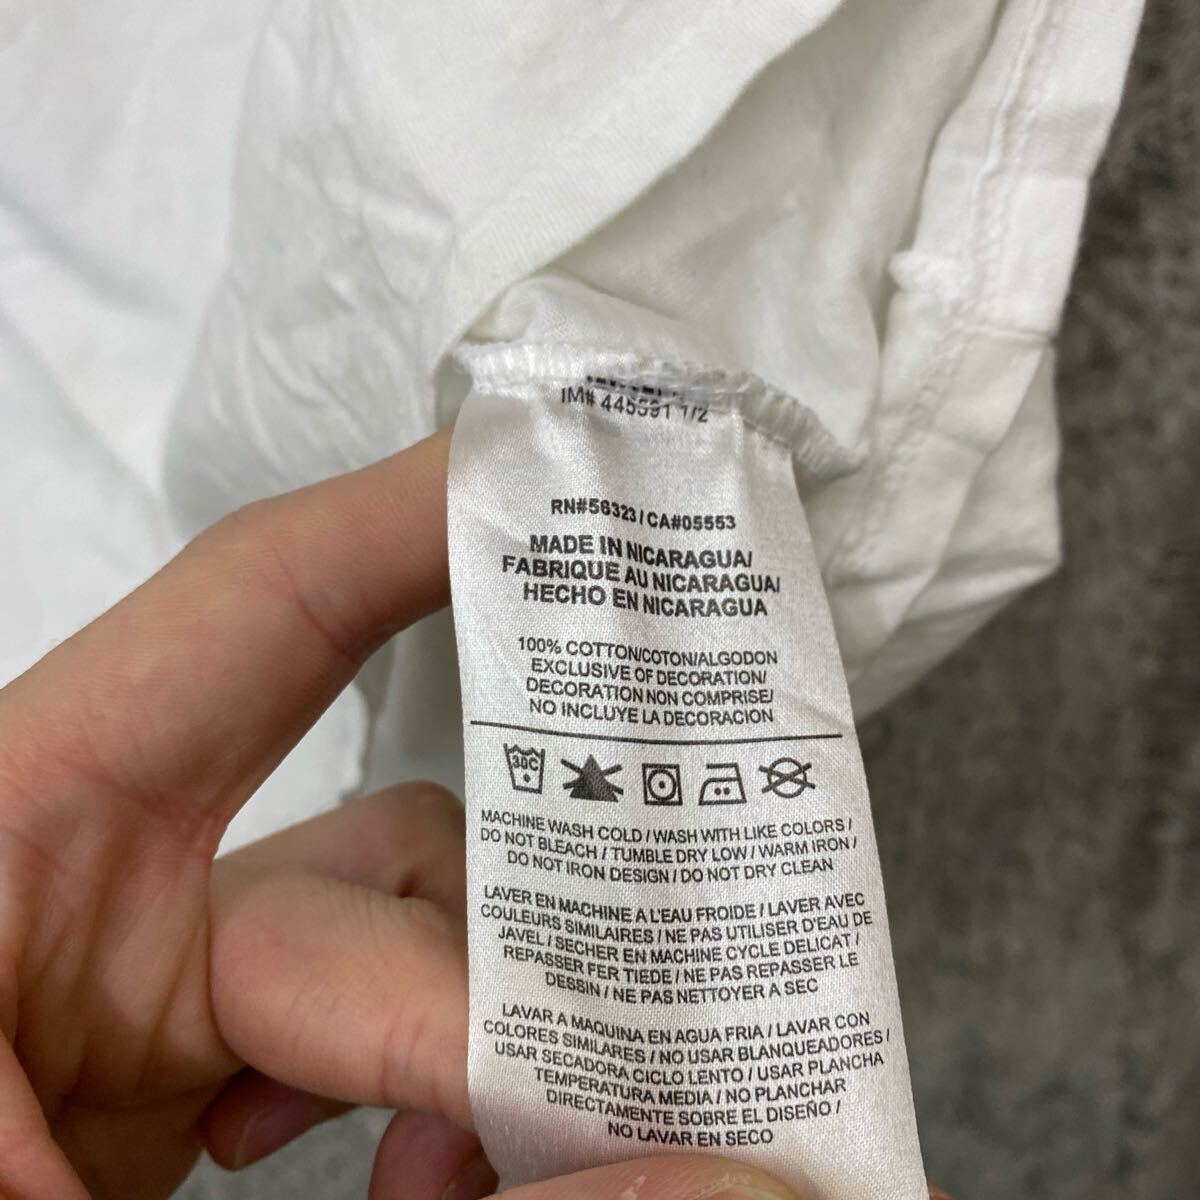 IM# 445591 1/2
RN#56323/CA#05553
MADE IN NICARAGUA/
FABRIQUE AU NICARAGUA/
HECHO EN NICARAGUA
100% COTTON/COTON/ALGODON
EXCLUSIVE OF DECORATION/
DECORATION NON COMPRISE/
NO INCLUYE LA DECORACION
30C
MACHINE WASH COLD / WASH WITH LIKE COLORS /
DO NOT BLEACH / TUMBLE DRY LOW / WARM IRON /
DO NOT IRON DESIGN / DO NOT DRY CLEAN
LAVER EN MACHINE A L'EAU FROIDE / LAVER AVEC
COULEURS SIMILAIRES / NE PAS UTILISER D'EAU DE
JAVEL / SECHER EN MACHINE CYCLE DELICAT /
REPASSER FER TIEDE / NE PAS REPASSER LE
DESSIN / NE PAS NETTOYER A SEC
LAVAR A MAQUINA EN AGUA FRIA / LAVAR CON
COLORES SIMILARES / NO USAR BLANQUEADORES /
USAR SECADORA CICLO LENTO / USAR PLANCHA
TEMPERATURA MEDIA / NO PLANCHAR
DIRECTAMENTE SOBRE EL DISEÑO /
NO LAVAR EN SECO